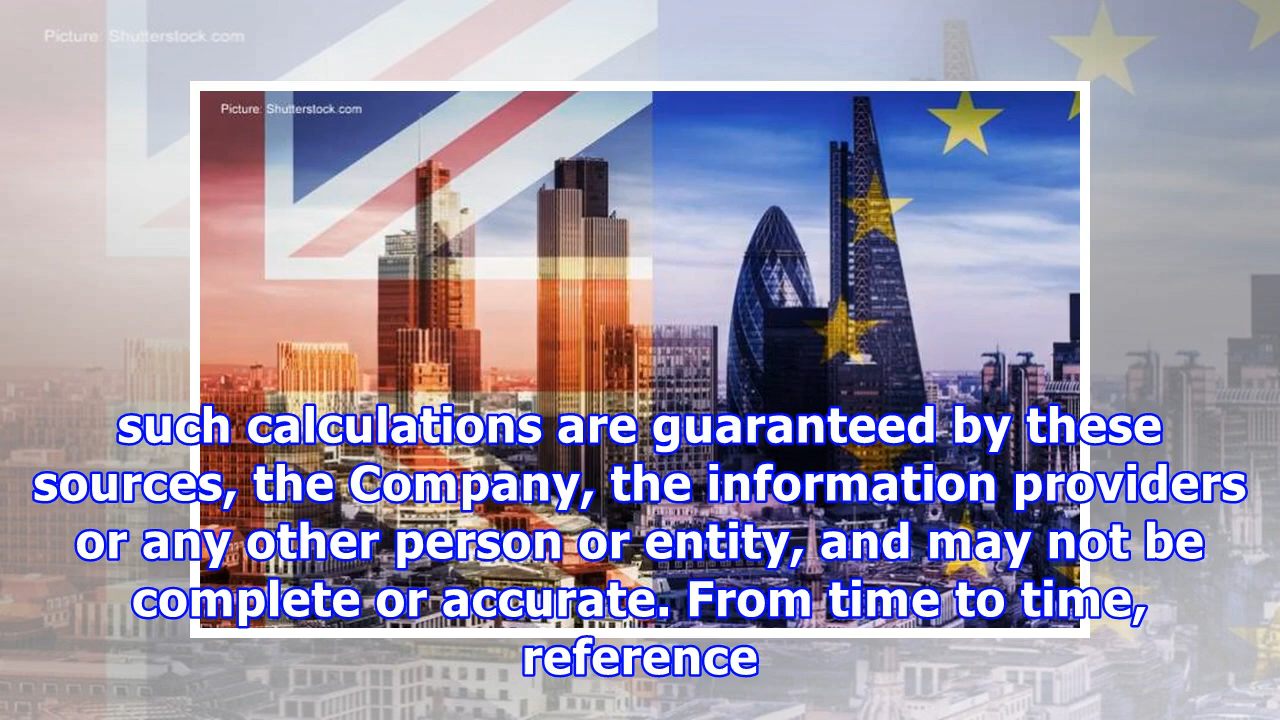 Picture: Shutterstock.com
Picture: Shutterstock.com
such calculations are guaranteed by these
sources, the Company, the information providers
or any other person or entity, and may not be
complete or accurate. From time to time,
reference